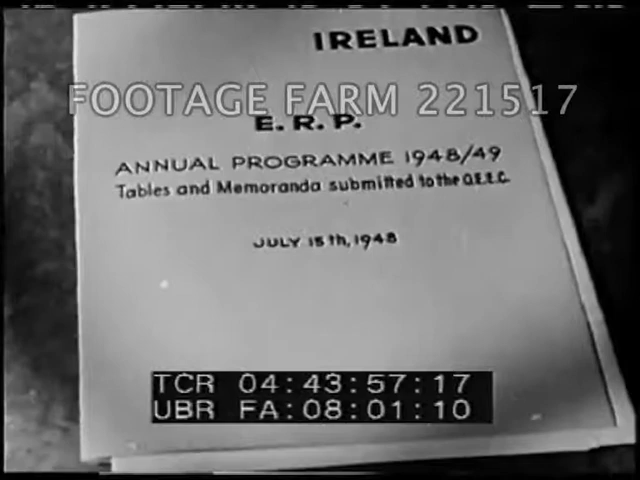 IRELAND
FOOTAGE FARM 221517
E. R. P.
ANNUAL PROGRAMME 1948/49
Tables and Memoranda submitted to the O.E.E.C.
JULY 15th, 1948
TCR 04:43:57:17
UBR FA:08:01:10